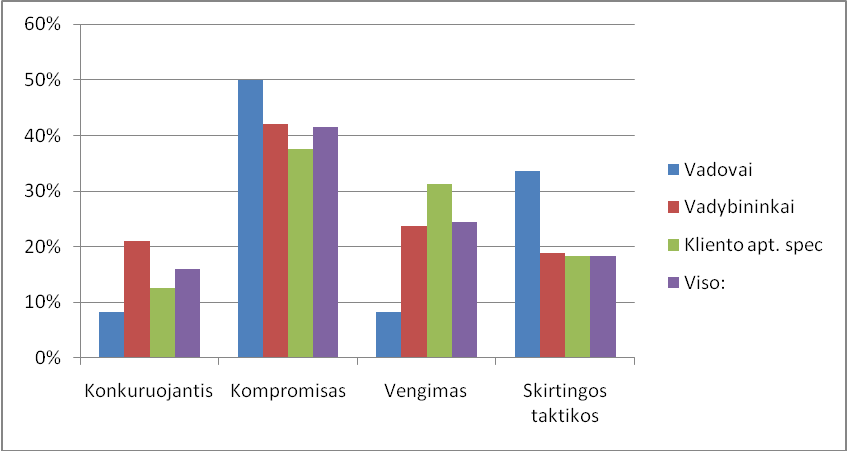 60%
50%
40%
30%
20%
10%
0%
Konkuruojantis
Kompromisas
Vengimas
Skirtingos
taktikos
Vadovai
Vadybininkai
Kliento apt. spec
Viso: